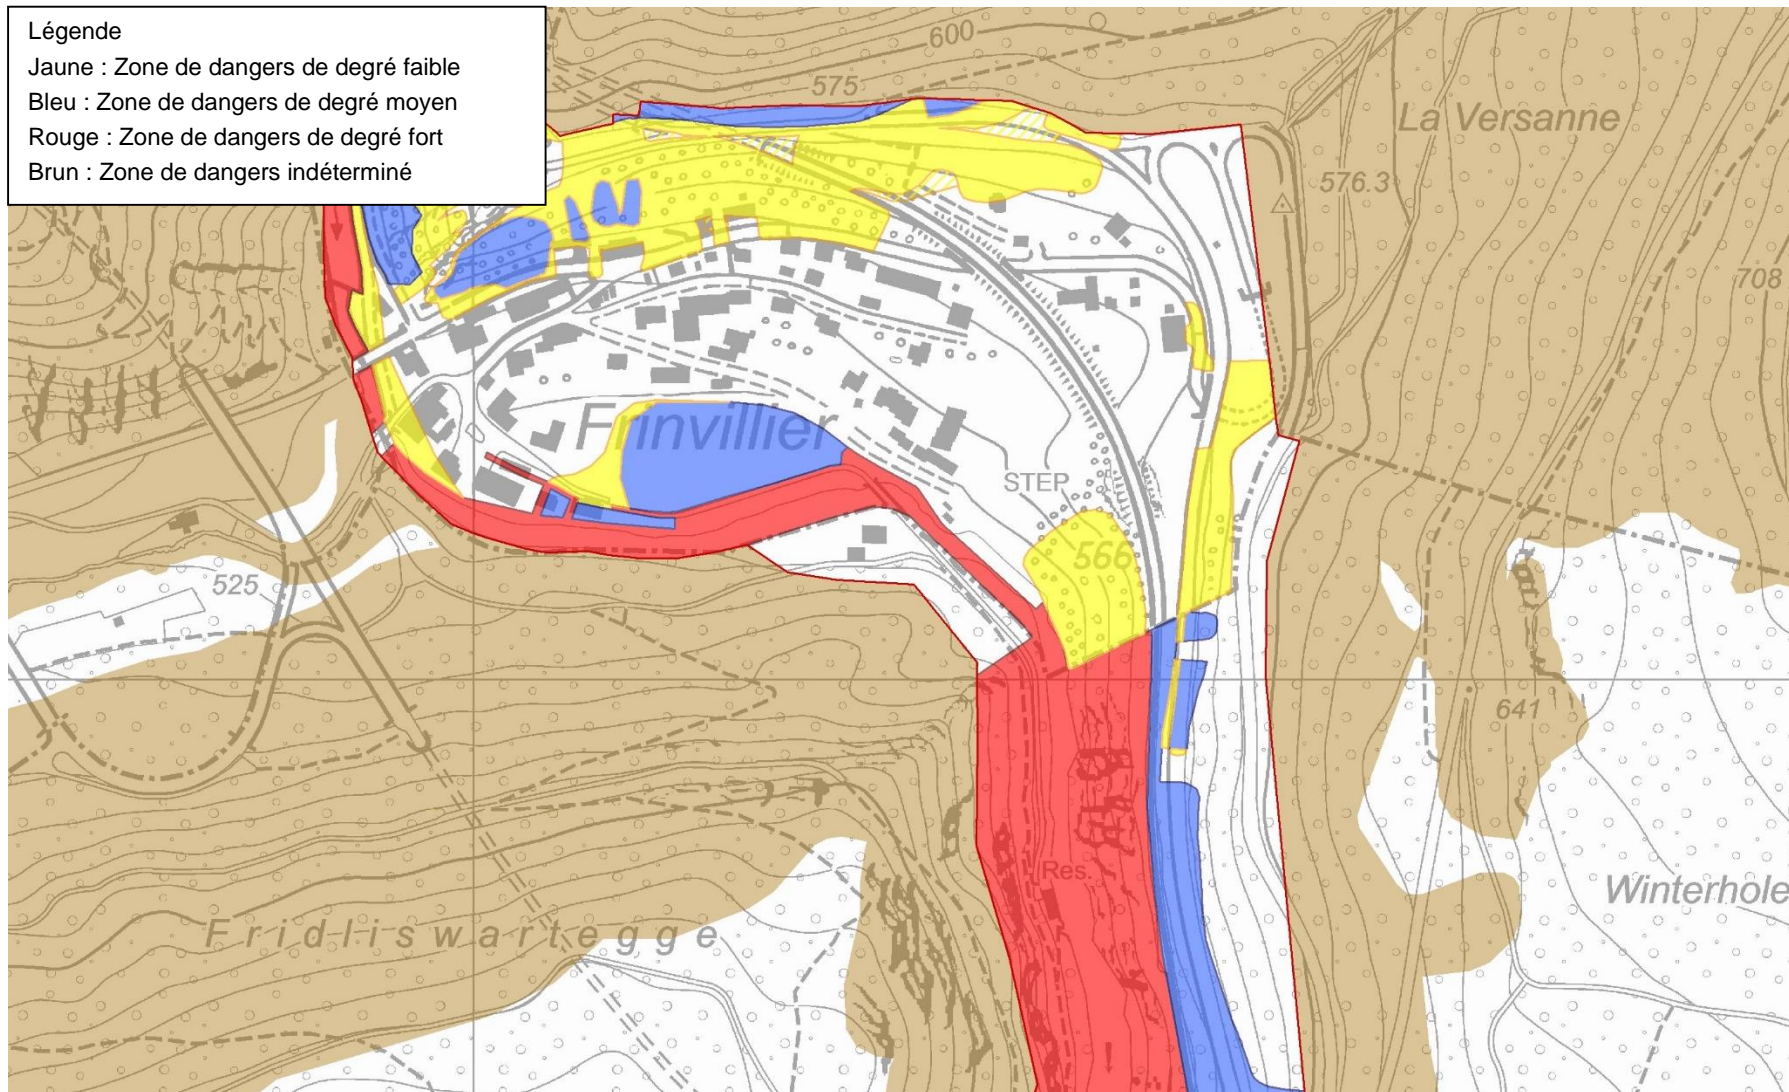 Légende
Jaune : Zone de dangers de degré faible
Bleu : Zone de dangers de degré moyen
Rouge : Zone de dangers de degré fort
Brun : Zone de dangers indéterminé
600
575
La Versanne
576.3
708
Frinvillier
STEP
566
525
641
Res.
Winterhole
Fridliswartegge